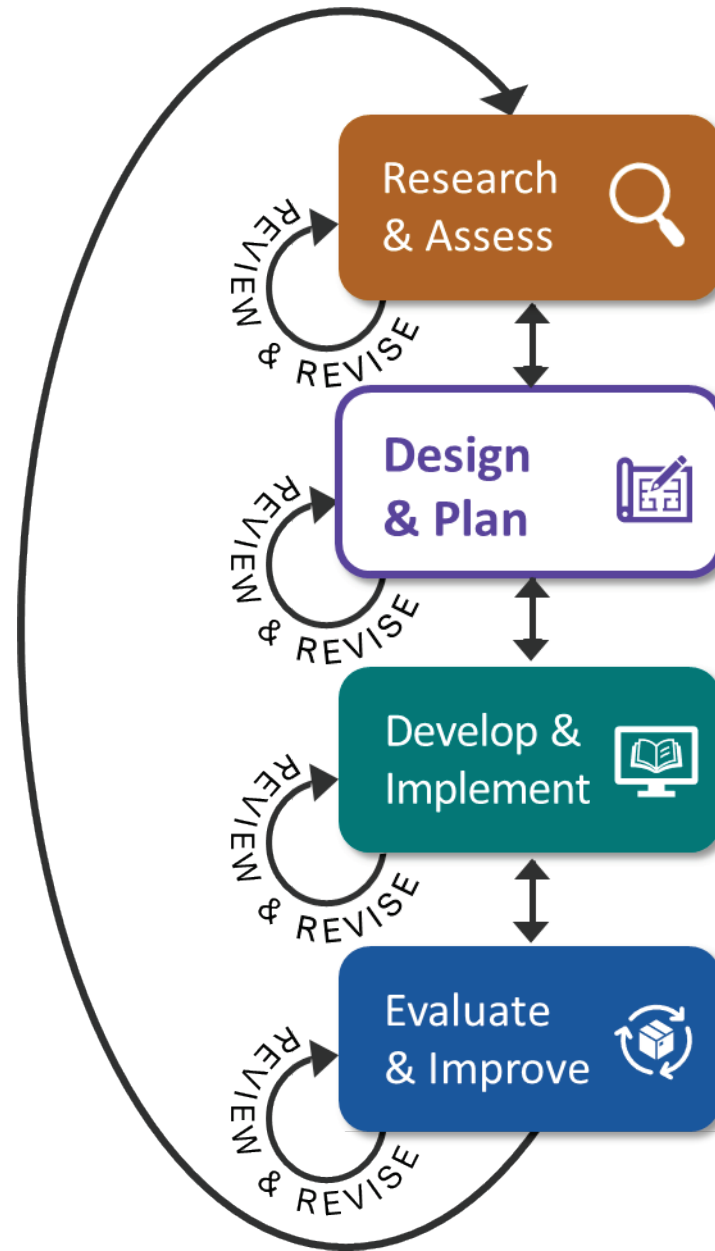 Research
& Assess
REVIEW & REVISE
Design
& Plan
REVIEW & REVISE
Develop &
Implement
REVIEW & REVISE
Evaluate
& Improve
REVIEW & REVISE